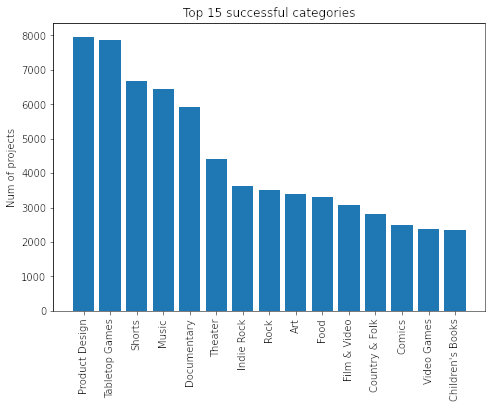 Top 15 successful categories
Num of projects
8000
7000
6000
5000
4000
3000
2000
1000
0
Product Design
Tabletop Games
Shorts
Music
Documentary
Theater
Indie Rock
Rock
Art
Food
Film & Video
Country & Folk
Comics
Video Games
Children's Books